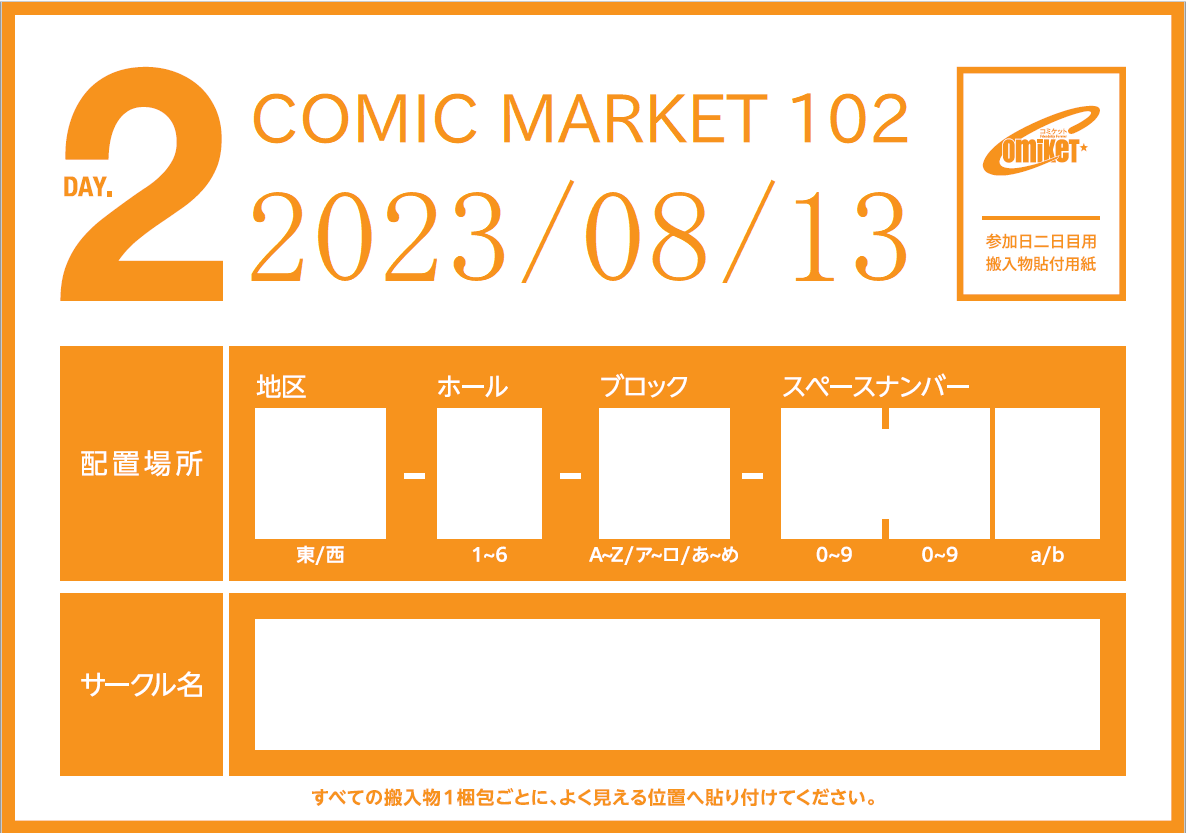 2
DAY.
COMIC MARKET 102
2023/08/13
コミケット
comiket
参加日二日目用
搬入物貼付用紙
配置場所
地区 ホール ブロック スペースナンバー
- - -
東/西 1~6 A~Z/ア~ロ/あ~め 0~9 0~9 a/b
サークル名
すべての搬入物1梱包ごとに、よく見える位置へ貼り付けてください。